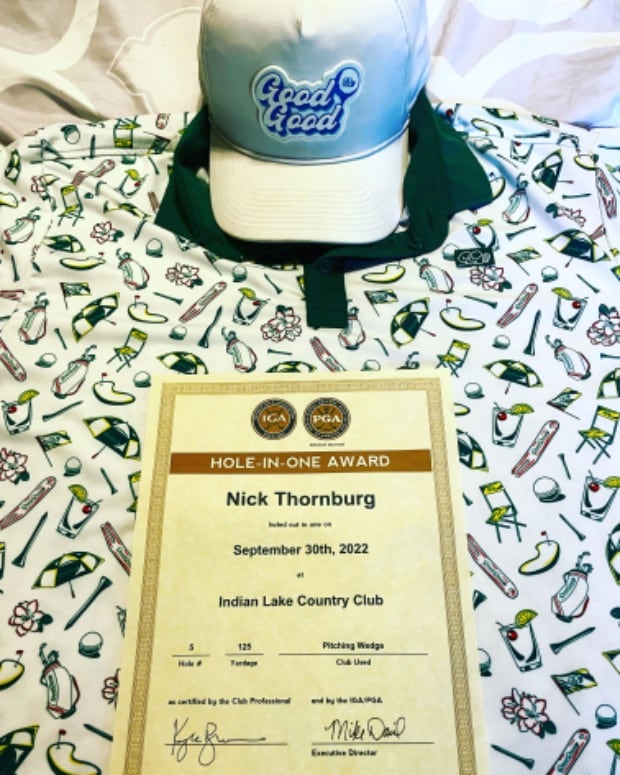 Good
Good
IGA
PGA
HOLE-IN-ONE AWARD
Nick Thornburg
holed out in one on
September 30th, 2022
at
Indian Lake Country Club
5 125 Pitching Wedge
Hole # Yardage Club Used
as certified by the Club Professional and by the IGA/PGA
Mike David
Executive Director